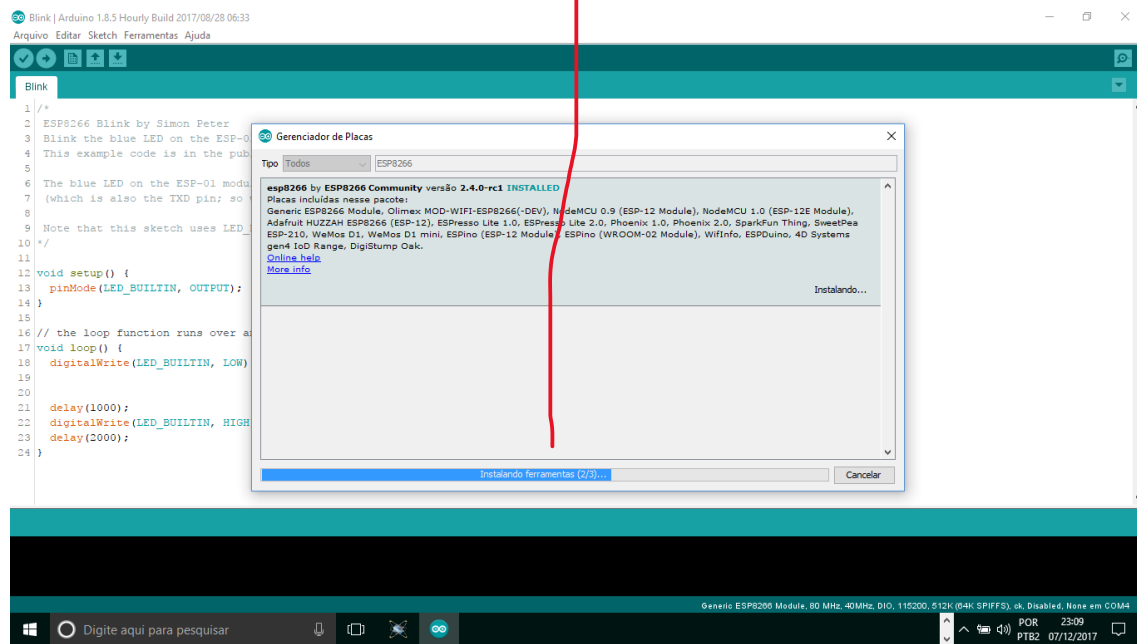 Blink | Arduino 1.8.5 Hourly Build 2017/08/28 06:33
Arquivo Editar Sketch Ferramentas Ajuda
Blink
1 /*
2 ESP8266 Blink by Simon Peter
3 Blink the blue LED on the ESP-0
4 This example code is in the pub
5
6 The blue LED on the ESP-01 modu
7 (which is also the TXD pin; so
8
9 Note that this sketch uses LED_
10 */
11
12 void setup() {
13 pinMode(LED_BUILTIN, OUTPUT);
14 }
15
16 // the loop function runs over a
17 void loop() {
18 digitalWrite(LED_BUILTIN, LOW)
19
20
21 delay(1000);
22 digitalWrite(LED_BUILTIN, HIGH
23 delay(2000);
24 }
Gerenciador de Placas
Tipo Todos ESP8266
esp8266 by ESP8266 Community versão 2.4.0-rc1 INSTALLED
Placas incluídas nesse pacote:
Generic ESP8266 Module, Olimex MOD-WIFI-ESP8266(-DEV), NodeMCU 0.9 (ESP-12 Module), NodeMCU 1.0 (ESP-12E Module),
Adafruit HUZZAH ESP8266 (ESP-12), ESPresso Lite 1.0, ESPresso Lite 2.0, Phoenix 1.0, Phoenix 2.0, SparkFun Thing, SweetPea
ESP-210, WeMos D1, WeMos D1 mini, ESPino (ESP-12 Module), ESPino (WROOM-02 Module), WifInfo, ESPDuino, 4D Systems
gen4 IoD Range, DigiStump Oak.
Online help
More info
Instalando...
Instalando ferramentas (2/3)...
Cancelar
Generic ESP8266 Module, 80 MHz, 40MHz, DIO, 115200, 512K (64K SPIFFS), ck, Disabled, None em COM4
Digite aqui para pesquisar
POR
PTB2
23:09
07/12/2017